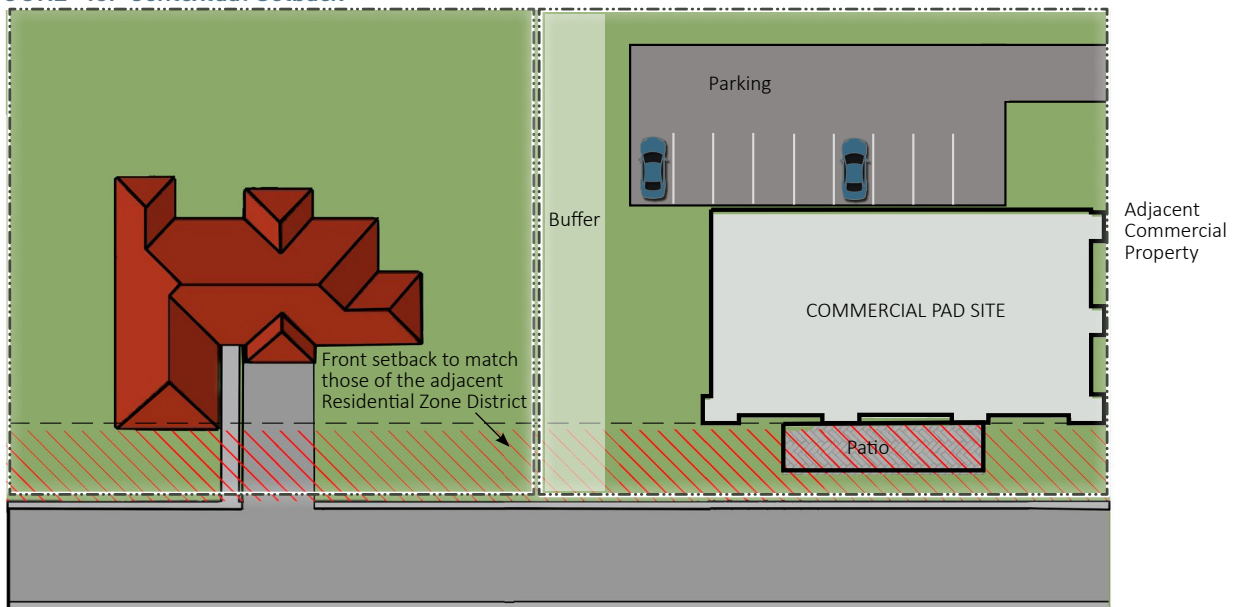 Parking
Buffer
Adjacent
Commercial
Property
COMMERCIAL PAD SITE
Front setback to match
those of the adjacent
Residential Zone District
Patio